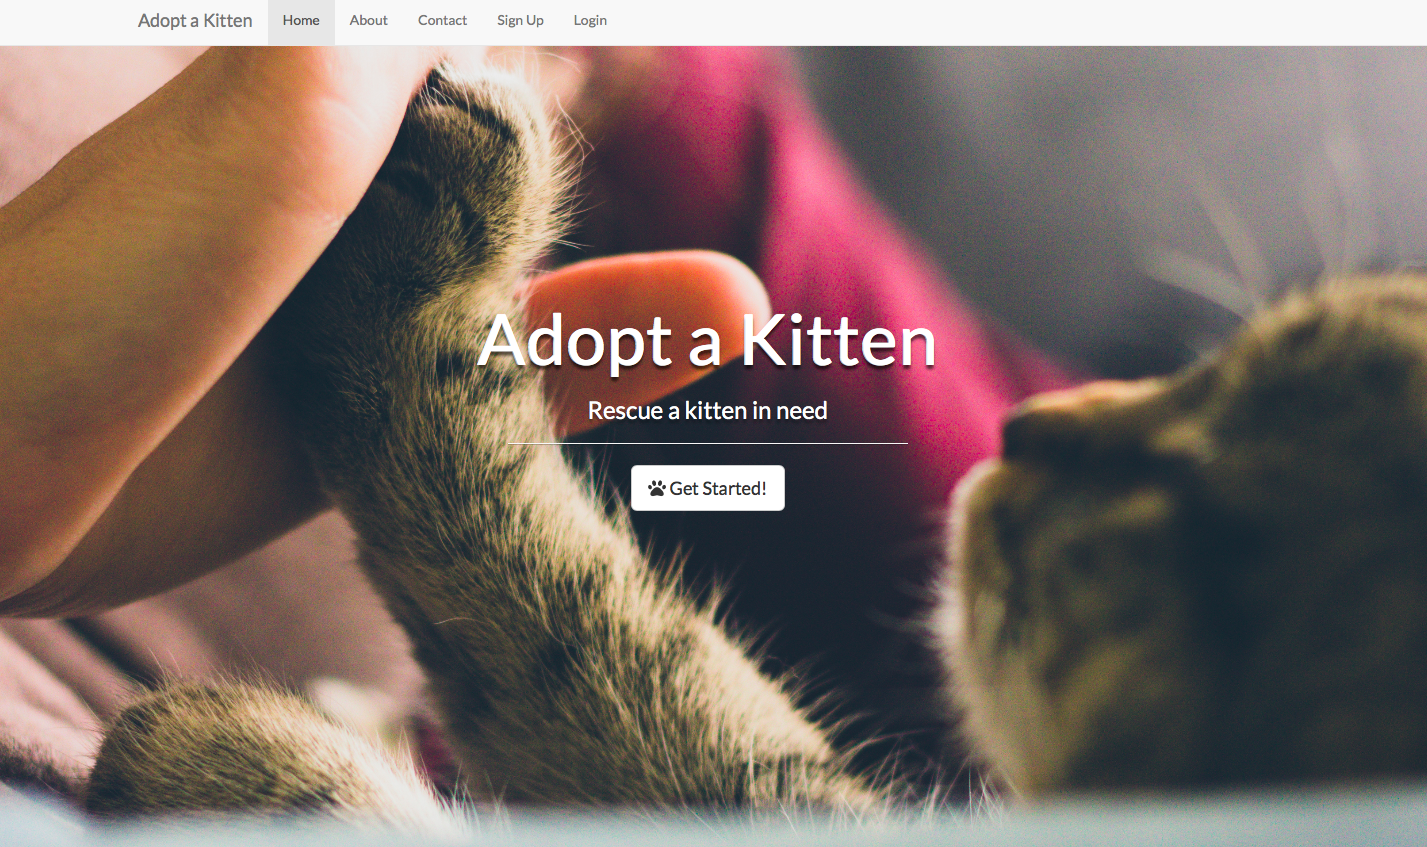 Adopt a Kitten Home About Contact Sign Up Login
Adopt a Kitten
Rescue a kitten in need
Get Started!